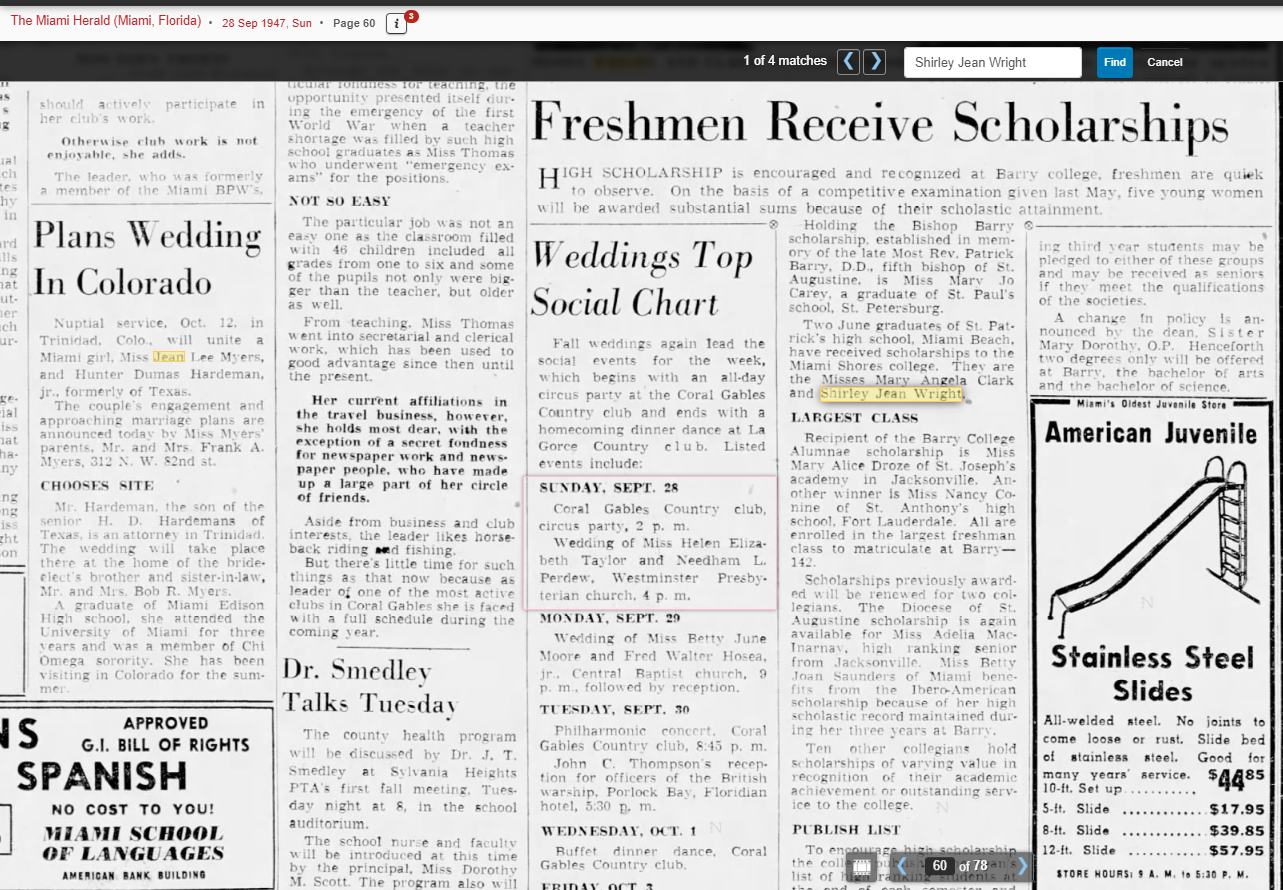 The Miami Herald (Miami, Florida) • 28 Sep 1947, Sun • Page 60 i 3
1 of 4 matches
Shirley Jean Wright
Find
Cancel
should actively participate in
her club's work.
Otherwise club work is not
enjoyable, she adds.
The leader, who was formerly
a member of the Miami BPW's,
Plans Wedding
In Colorado
Nuptial service, Oct. 12, in
Trinidad, Colo., will unite a
Miami girl, Miss Jean Lee Myers,
and Hunter Dumas Hardeman,
jr., formerly of Texas.
The couple's engagement and
approaching marriage plans are
announced today by Miss Myers'
parents, Mr. and Mrs. Frank A.
Myers, 312 N. W. 82nd st.
CHOOSES SITE
Mr. Hardeman, the son of the
senior H. D. Hardemans of
Texas, is an attorney in Trinidad.
The wedding will take place
there at the home of the bride-
elect's brother and sister-in-law,
Mr. and Mrs. Bob R. Myers.
A graduate of Miami Edison
High school, she attended the
University of Miami for three
years and was a member of Chi
Omega sorority. She has been
visiting in Colorado for the sum-
mer.
APPROVED
G.I. BILL OF RIGHTS
SPANISH
NO COST TO YOU!
MIAMI SCHOOL
OF LANGUAGES
AMERICAN BANK BUILDING
ticular fondness for teaching, the
opportunity presented itself dur-
ing the emergency of the first
World War when a teacher
shortage was filled by such high
school graduates as Miss Thomas
who underwent "emergency ex-
ams" for the positions.
NOT SO EASY
The particular job was not an
easy one as the classroom filled
with 46 children included all
grades from one to six and some
of the pupils not only were big-
ger than the teacher, but older
as well.
From teaching, Miss Thomas
went into secretarial and clerical
work, which has been used to
good advantage since then until
the present.
Her current affiliations in
the travel business, however,
she holds most dear, with the
exception of a secret fondness
for newspaper work and news-
paper people, who have made
up a large part of her circle
of friends.
Aside from business and club
interests, the leader likes horse-
back riding and fishing.
But there's little time for such
things as that now because as
leader of one of the most active
clubs in Coral Gables she is faced
with a full schedule during the
coming year.
Dr. Smedley
Talks Tuesday
The county health program
will be discussed by Dr. J. T.
Smedley at Sylvania Heights
PTA's first fall meeting, Tues-
day night at 8, in the school
auditorium.
The school nurse and faculty
will be introduced at this time
by the principal, Miss Dorothy
M. Scott. The program also will
Freshmen Receive Scholarships
HIGH SCHOLARSHIP is encouraged and recognized at Barry college, freshmen are quick
to observe. On the basis of a competitive examination given last May, five young women
will be awarded substantial sums because of their scholastic attainment.
Weddings Top
Social Chart
Fall weddings again lead the
social events for the week,
which begins with an all-day
circus party at the Coral Gables
Country club and ends with a
homecoming dinner dance at La
Gorce Country club. Listed
events include:
SUNDAY, SEPT. 28
Coral Gables Country club,
circus party, 2 p. m.
Wedding of Miss Helen Eliza-
beth Taylor and Needham L.
Perdew, Westminster Presby-
terian church, 4 p. m.
MONDAY, SEPT. 29
Wedding of Miss Betty June
Moore and Fred Walter Hosea,
jr., Central Baptist church, 9
p. m., followed by reception.
TUESDAY, SEPT. 30
Philharmonic concert, Coral
Gables Country club, 8:45 p. m.
John C. Thompson's recep-
tion for officers of the British
warship, Porlock Bay, Floridian
hotel, 5:30 p. m.
WEDNESDAY, OCT. 1
Buffet dinner dance, Coral
Gables Country club.
FRIDAY, OCT. 3
Holding the Bishop Barry
scholarship, established in mem-
ory of the late Most Rev. Patrick
Barry, D.D., fifth bishop of St.
Augustine, is Miss Mary Jo
Carey, a graduate of St. Paul's
school, St. Petersburg.
Two June graduates of St. Pat-
rick's high school, Miami Beach,
have received scholarships to the
Miami Shores college. They are
the Misses Mary Angela Clark
and Shirley Jean Wright.
LARGEST CLASS
Recipient of the Barry College
Alumnae scholarship is Miss
Mary Alice Droze of St. Joseph's
academy in Jacksonville. An-
other winner is Miss Nancy Co-
nine of St. Anthony's high
school, Fort Lauderdale. All are
enrolled in the largest freshman
class to matriculate at Barry—
142.
Scholarships previously award-
ed will be renewed for two col-
legians. The Diocese of St.
Augustine scholarship is again
available for Miss Adelia Mac-
Inarnay, high ranking senior
from Jacksonville. Miss Betty
Joan Saunders of Miami bene-
fits from the Ibero-American
scholarship because of her high
scholastic record maintained dur-
ing her three years at Barry.
Ten other collegians hold
scholarships of varying value in
recognition of their academic
achievement or outstanding serv-
ice to the college.
PUBLISH LIST
To encourage high scholarship
the
list of
ing third year students may be
pledged to either of these groups
and may be received as seniors
if they meet the qualifications
of the societies.
A change in policy is an-
nounced by the dean, Sister
Mary Dorothy, O.P. Henceforth
two degrees only will be offered
at Barry, the bachelor of arts
and the bachelor of science.
Miami's Oldest Juvenile Store
American Juvenile
Stainless Steel
Slides
All-welded steel. No joints to
come loose or rust. Slide bed
of stainless steel. Good for
many years' service.
10-ft. Set up .......... $44.85
5-ft. Slide ............ $17.95
8-ft. Slide ............ $39.85
12-ft. Slide ............ $57.95
STORE HOURS: 9 A. M. to 5:30 P. M.
60 of 78